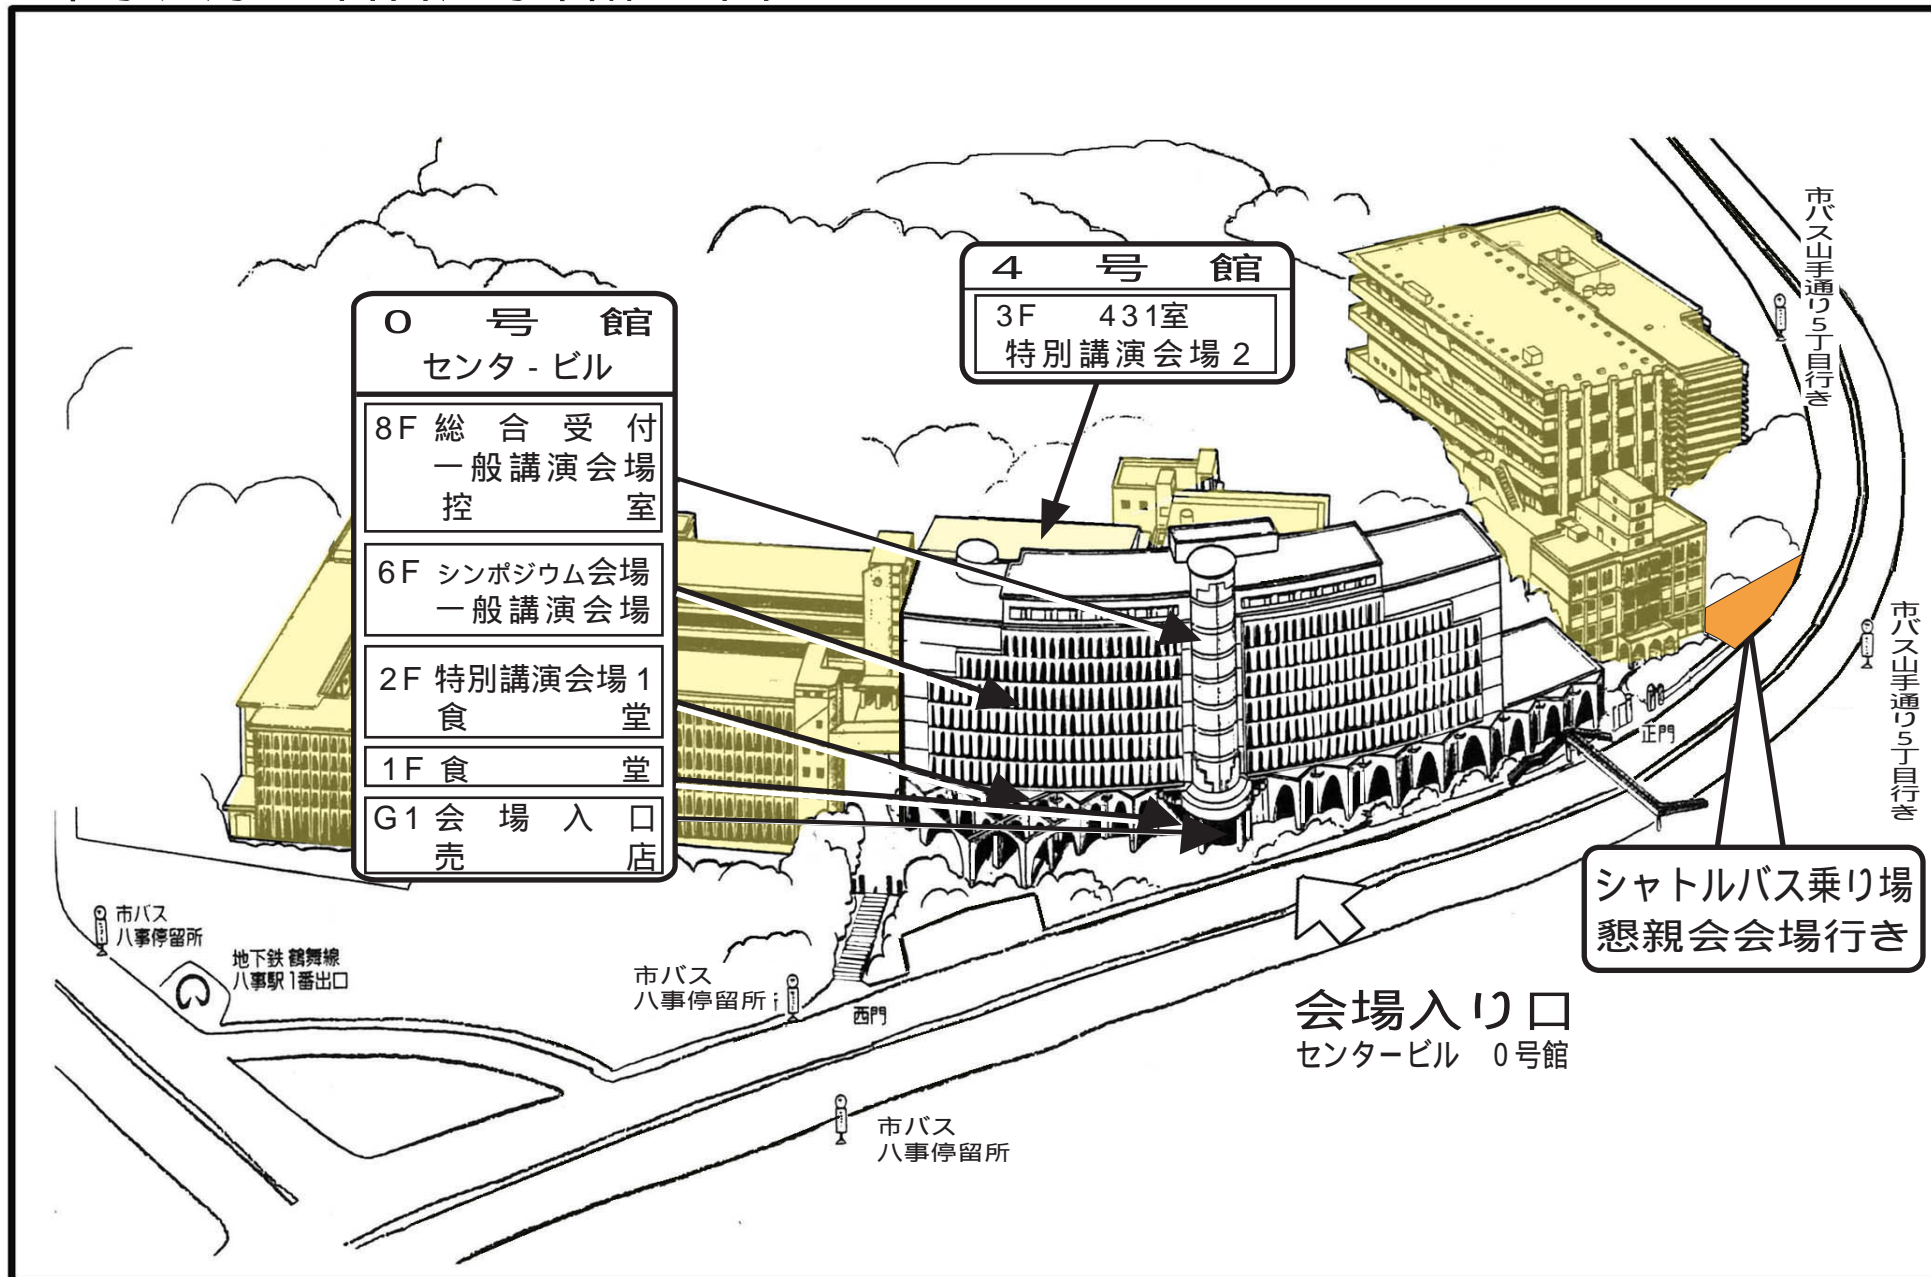 4 号 館
3F 431室
特別講演会場 2
0 号 館
センタ - ビル
8F 総 合 受 付
一般講演会場
控 室
6F シンポジウム会場
一般講演会場
2F 特別講演会場 1
食 堂
1F 食 堂
G1 会 場 入 口
売 店
市バス山手通り5丁目行き
市バス山手通り5丁目行き
正門
シャトルバス乗り場
懇親会会場行き
市バス
八事停留所
地下鉄 鶴舞線
八事駅1番出口
市バス
八事停留所
西門
会場入り口
センタービル 0号館
市バス
八事停留所